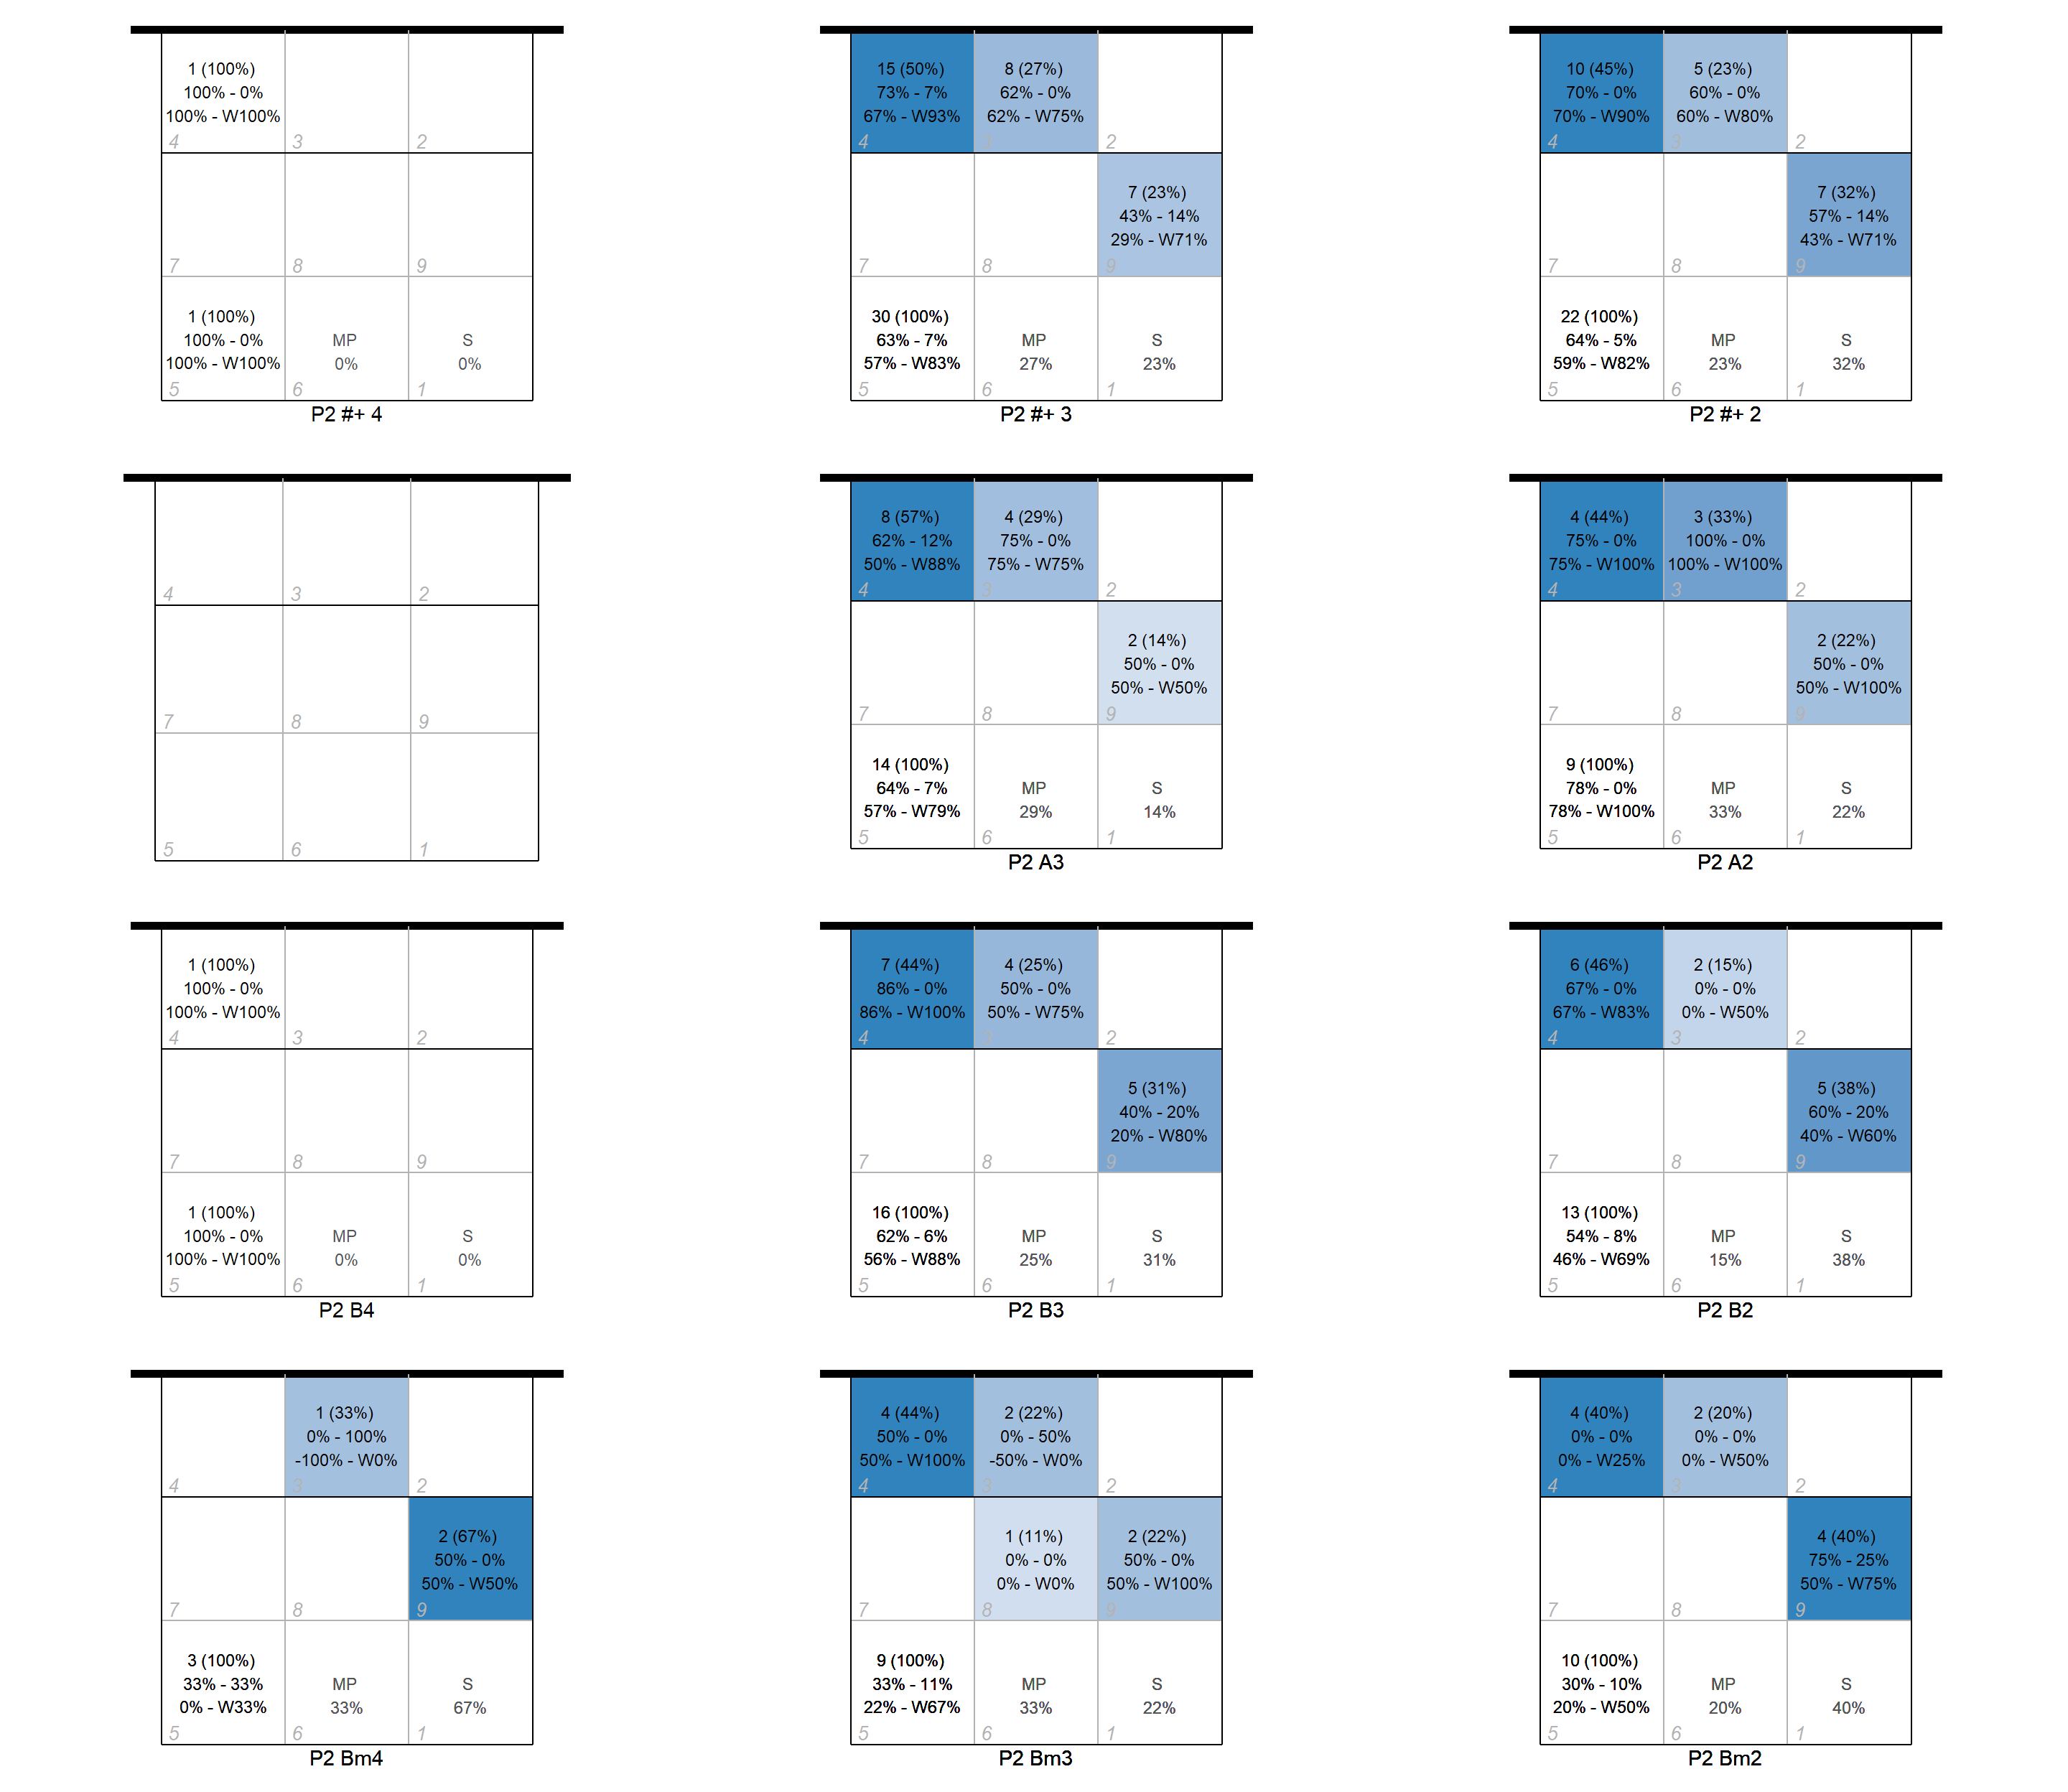 1 (100%)
100% - 0%
100% - W100%
4
3
2
7
8
9
1 (100%)
100% - 0%
100% - W100%
5
MP
0%
6
S
0%
1
P2 #+ 4
15 (50%)
73% - 7%
67% - W93%
4
8 (27%)
62% - 0%
62% - W75%
3
2
7
8
7 (23%)
43% - 14%
29% - W71%
9
30 (100%)
63% - 7%
57% - W83%
5
MP
27%
6
S
23%
1
P2 #+ 3
10 (45%)
70% - 0%
70% - W90%
4
5 (23%)
60% - 0%
60% - W80%
3
2
7
8
7 (32%)
57% - 14%
43% - W71%
9
22 (100%)
64% - 5%
59% - W82%
5
MP
23%
6
S
32%
1
P2 #+ 2
4
3
2
7
8
9
5
6
1
8 (57%)
62% - 12%
50% - W88%
4
4 (29%)
75% - 0%
75% - W75%
3
2
7
8
2 (14%)
50% - 0%
50% - W50%
9
14 (100%)
64% - 7%
57% - W79%
5
MP
29%
6
S
14%
1
P2 A3
4 (44%)
75% - 0%
75% - W100%
4
3 (33%)
100% - 0%
100% - W100%
3
2
7
8
2 (22%)
50% - 0%
50% - W100%
9
9 (100%)
78% - 0%
78% - W100%
5
MP
33%
6
S
22%
1
P2 A2
1 (100%)
100% - 0%
100% - W100%
4
3
2
7
8
9
1 (100%)
100% - 0%
100% - W100%
5
MP
0%
6
S
0%
1
P2 B4
7 (44%)
86% - 0%
86% - W100%
4
4 (25%)
50% - 0%
50% - W75%
3
2
7
8
5 (31%)
40% - 20%
20% - W80%
9
16 (100%)
62% - 6%
56% - W88%
5
MP
25%
6
S
31%
1
P2 B3
6 (46%)
67% - 0%
67% - W83%
4
2 (15%)
0% - 0%
0% - W50%
3
2
7
8
5 (38%)
60% - 20%
40% - W60%
9
13 (100%)
54% - 8%
46% - W69%
5
MP
15%
6
S
38%
1
P2 B2
4
1 (33%)
0% - 100%
-100% - W0%
3
2
7
8
2 (67%)
50% - 0%
50% - W50%
9
3 (100%)
33% - 33%
0% - W33%
5
MP
33%
6
S
67%
1
P2 Bm4
4 (44%)
50% - 0%
50% - W100%
4
2 (22%)
0% - 50%
-50% - W0%
3
2
7
1 (11%)
0% - 0%
0% - W0%
8
2 (22%)
50% - 0%
50% - W100%
9
9 (100%)
33% - 11%
22% - W67%
5
MP
33%
6
S
22%
1
P2 Bm3
4 (40%)
0% - 0%
0% - W25%
4
2 (20%)
0% - 0%
0% - W50%
3
2
7
8
4 (40%)
75% - 25%
50% - W75%
9
10 (100%)
30% - 10%
20% - W50%
5
MP
20%
6
S
40%
1
P2 Bm2